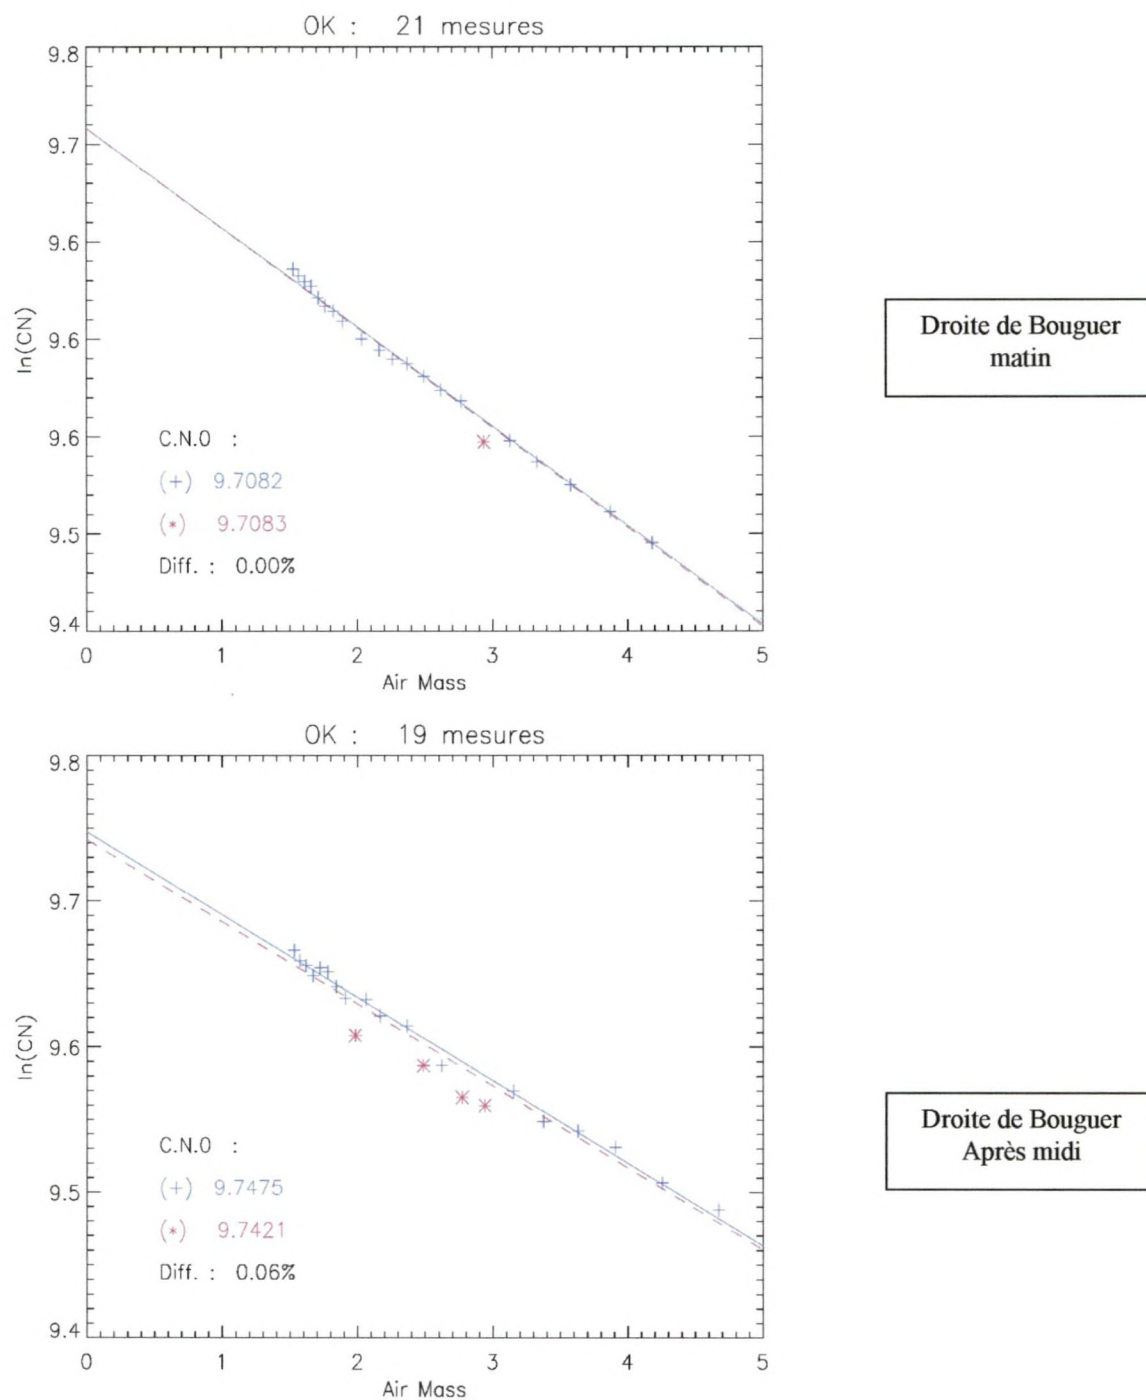 OK : 21 mesures
9.8
9.7
9.6
9.6
9.6
9.5
9.4
ln(CN)
C.N.0 :
(+) 9.7082
(*) 9.7083
Diff. : 0.00%
0 1 2 3 4 5
Air Mass
Droite de Bouguer
matin
OK : 19 mesures
9.8
9.7
9.6
9.5
9.4
ln(CN)
C.N.0 :
(+) 9.7475
(*) 9.7421
Diff. : 0.06%
0 1 2 3 4 5
Air Mass
Droite de Bouguer
Après midi